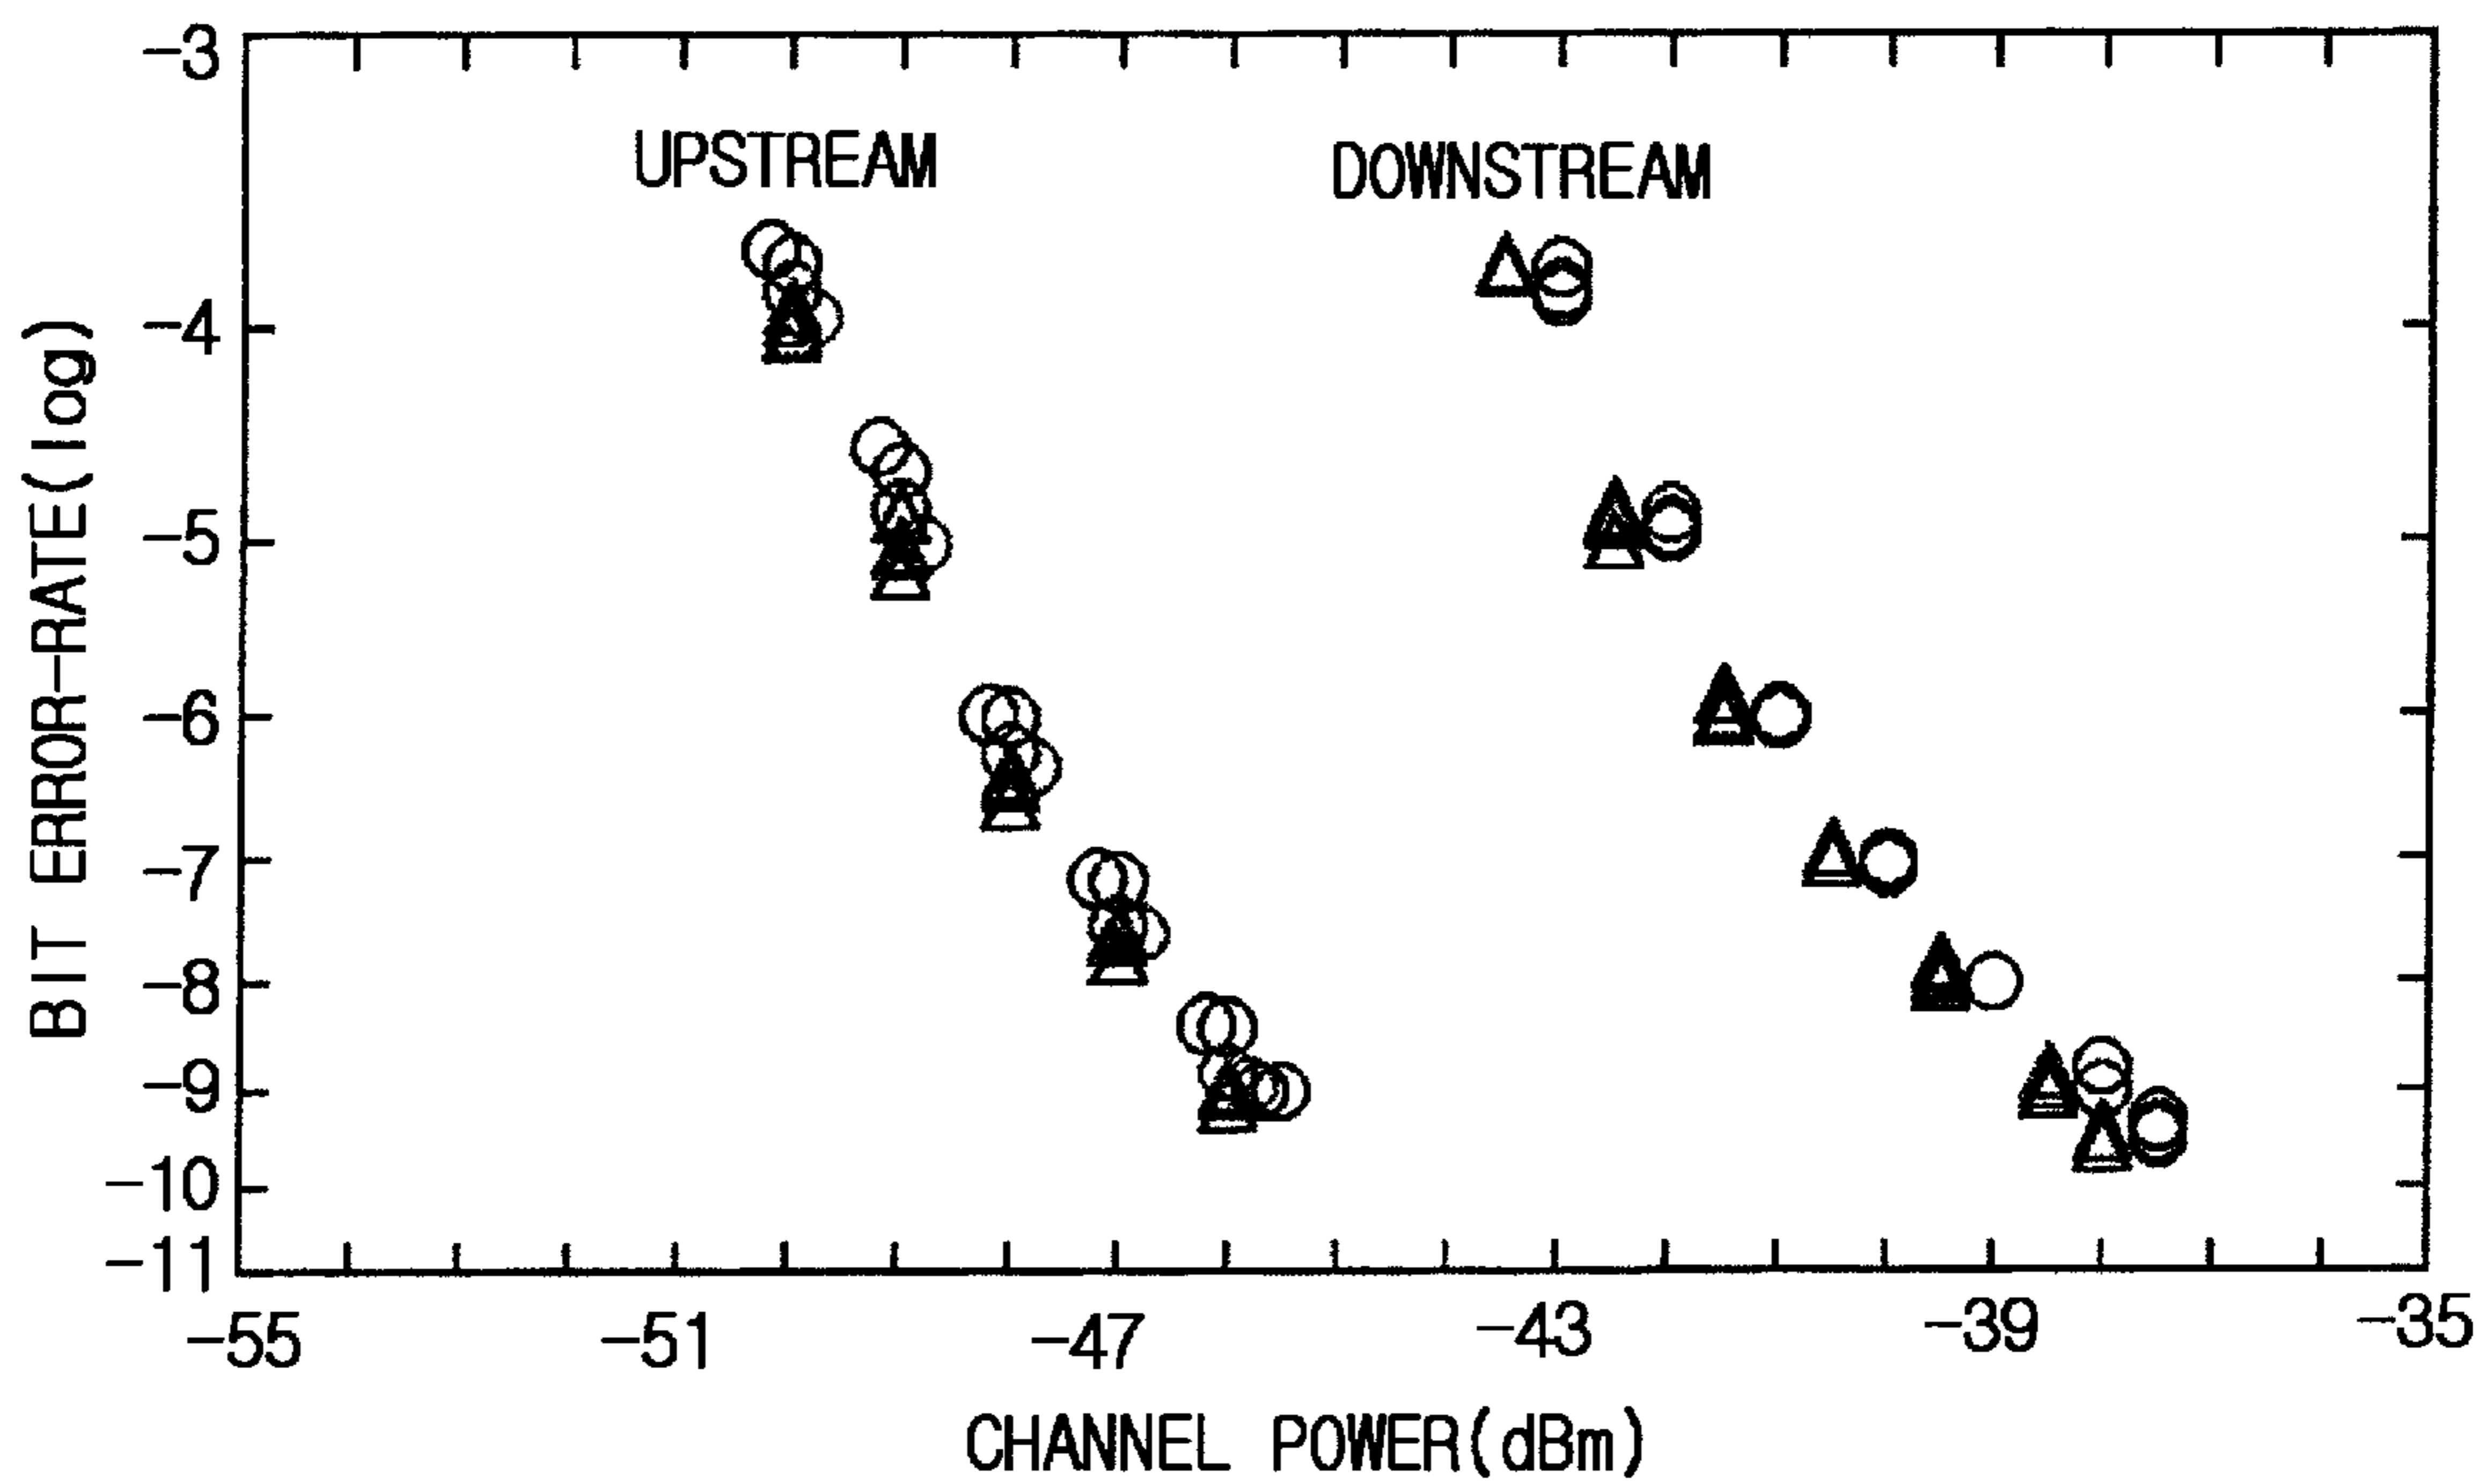 -3
UPSTREAM
DOWNSTREAM
-4
-5
-6
-7
-8
-9
-10
-11
BIT ERROR-RATE(log)
-55 -51 -47 -43 -39 -35
CHANNEL POWER(dBm)